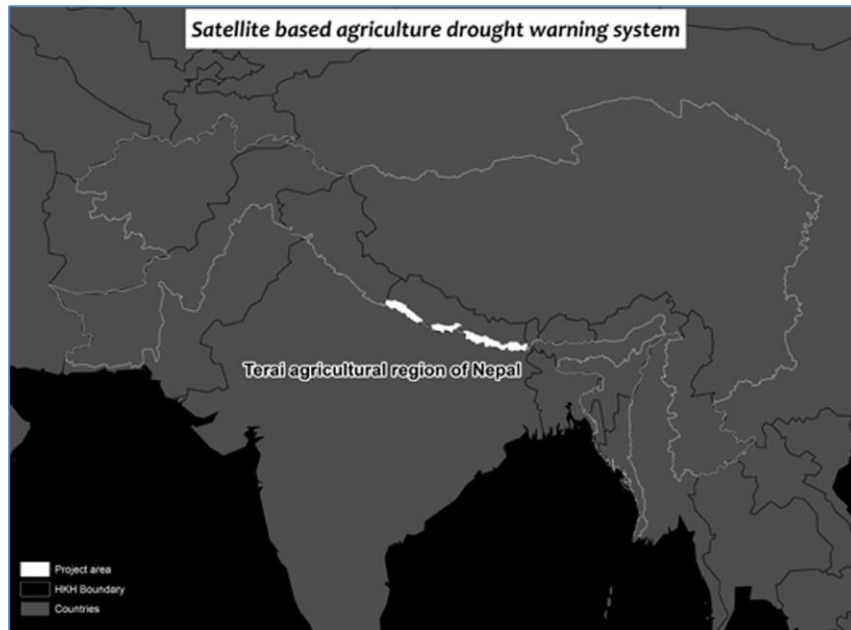 Satellite based agriculture drought warning system
Terai agricultural region of Nepal
Project area
HKH Boundary
Countries